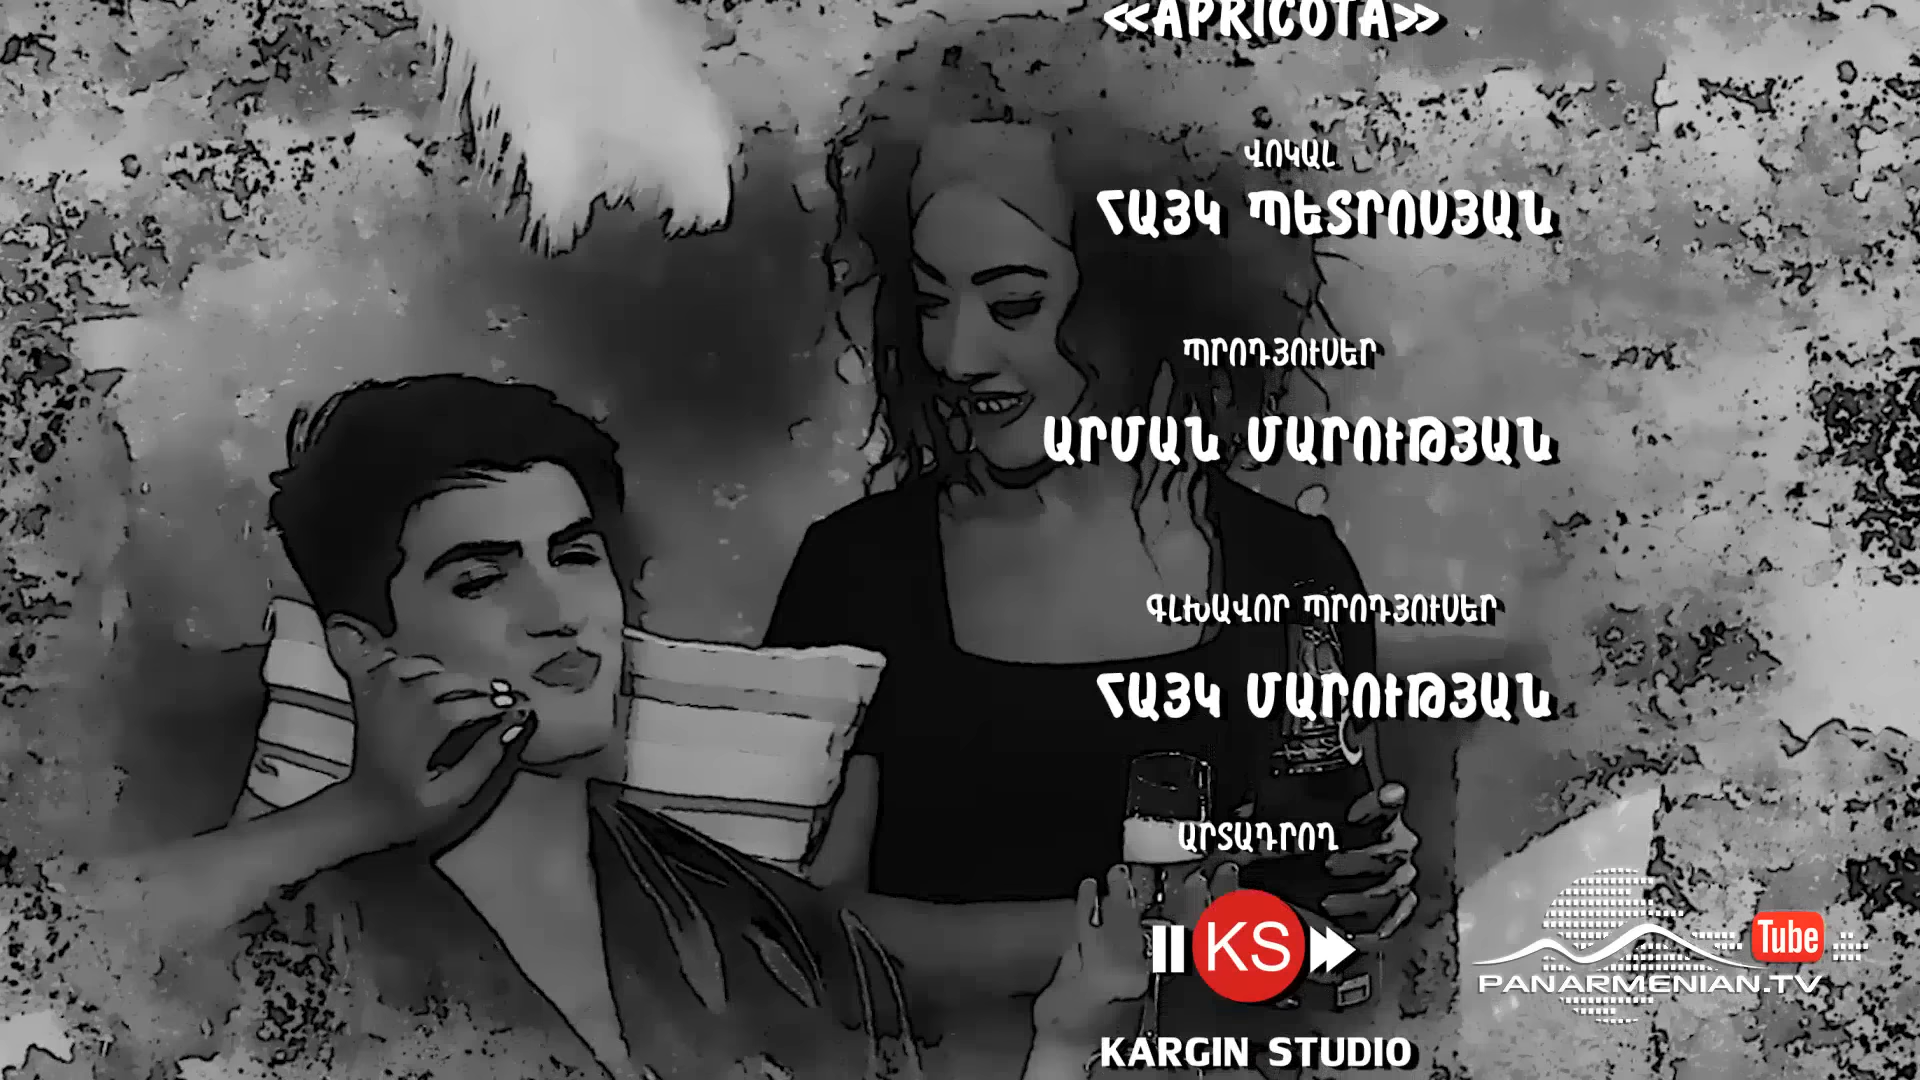 «APRICOTA»
ՎՈԿԱԼ
ՀԱՅԿ ՊԵՏՐՈՍՅԱՆ
ՊՐՈԴՅՈՒՍԵՐ
ԱՐՄԱՆ ՄԱՐՈՒԹՅԱՆ
ԳԼԽԱՎՈՐ ՊՐՈԴՅՈՒՍԵՐ
ՀԱՅԿ ՄԱՐՈՒԹՅԱՆ
ԱՐՏԱԴՐՈՂ
KS
KARGIN STUDIO
Tube
PANARMENIAN.TV